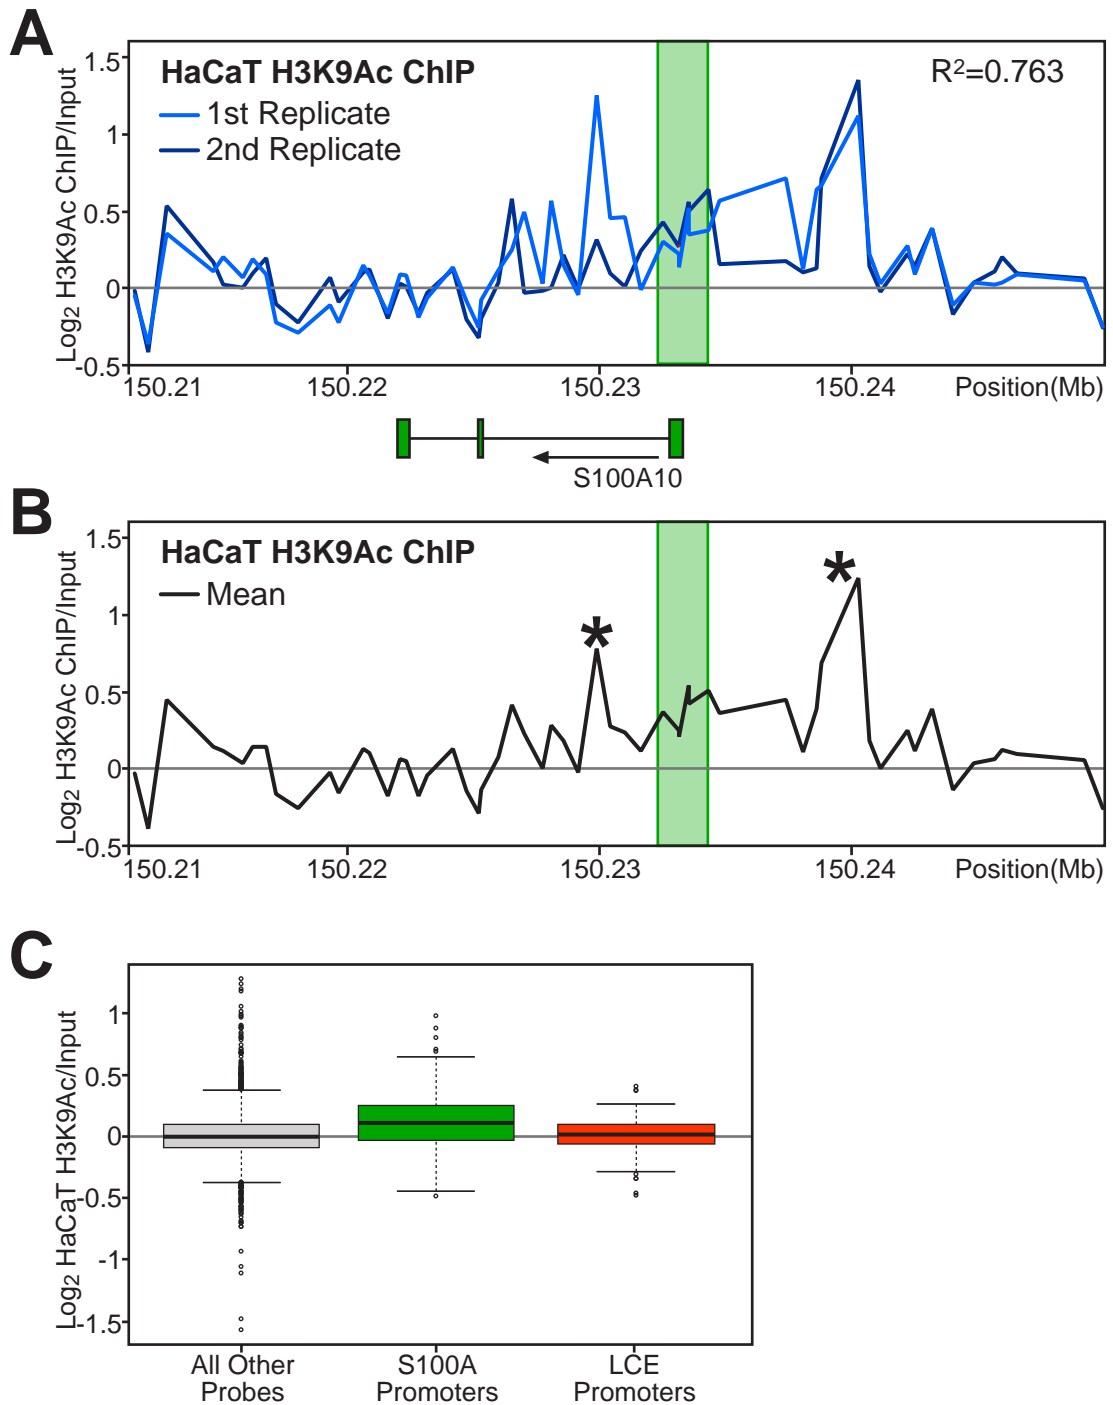 A
HaCaT H3K9Ac ChIP
1st Replicate
2nd Replicate
R2=0.763
Log2 H3K9Ac ChIP/Input
1.5
1
0.5
0
-0.5
150.21
150.22
150.23
150.24
Position(Mb)
S100A10
B
HaCaT H3K9Ac ChIP
Mean
*
*
Log2 H3K9Ac ChIP/Input
1.5
1
0.5
0
-0.5
150.21
150.22
150.23
150.24
Position(Mb)
C
Log2 HaCaT H3K9Ac/Input
1
0.5
0
-0.5
-1
-1.5
All Other
Probes
S100A
Promoters
LCE
Promoters